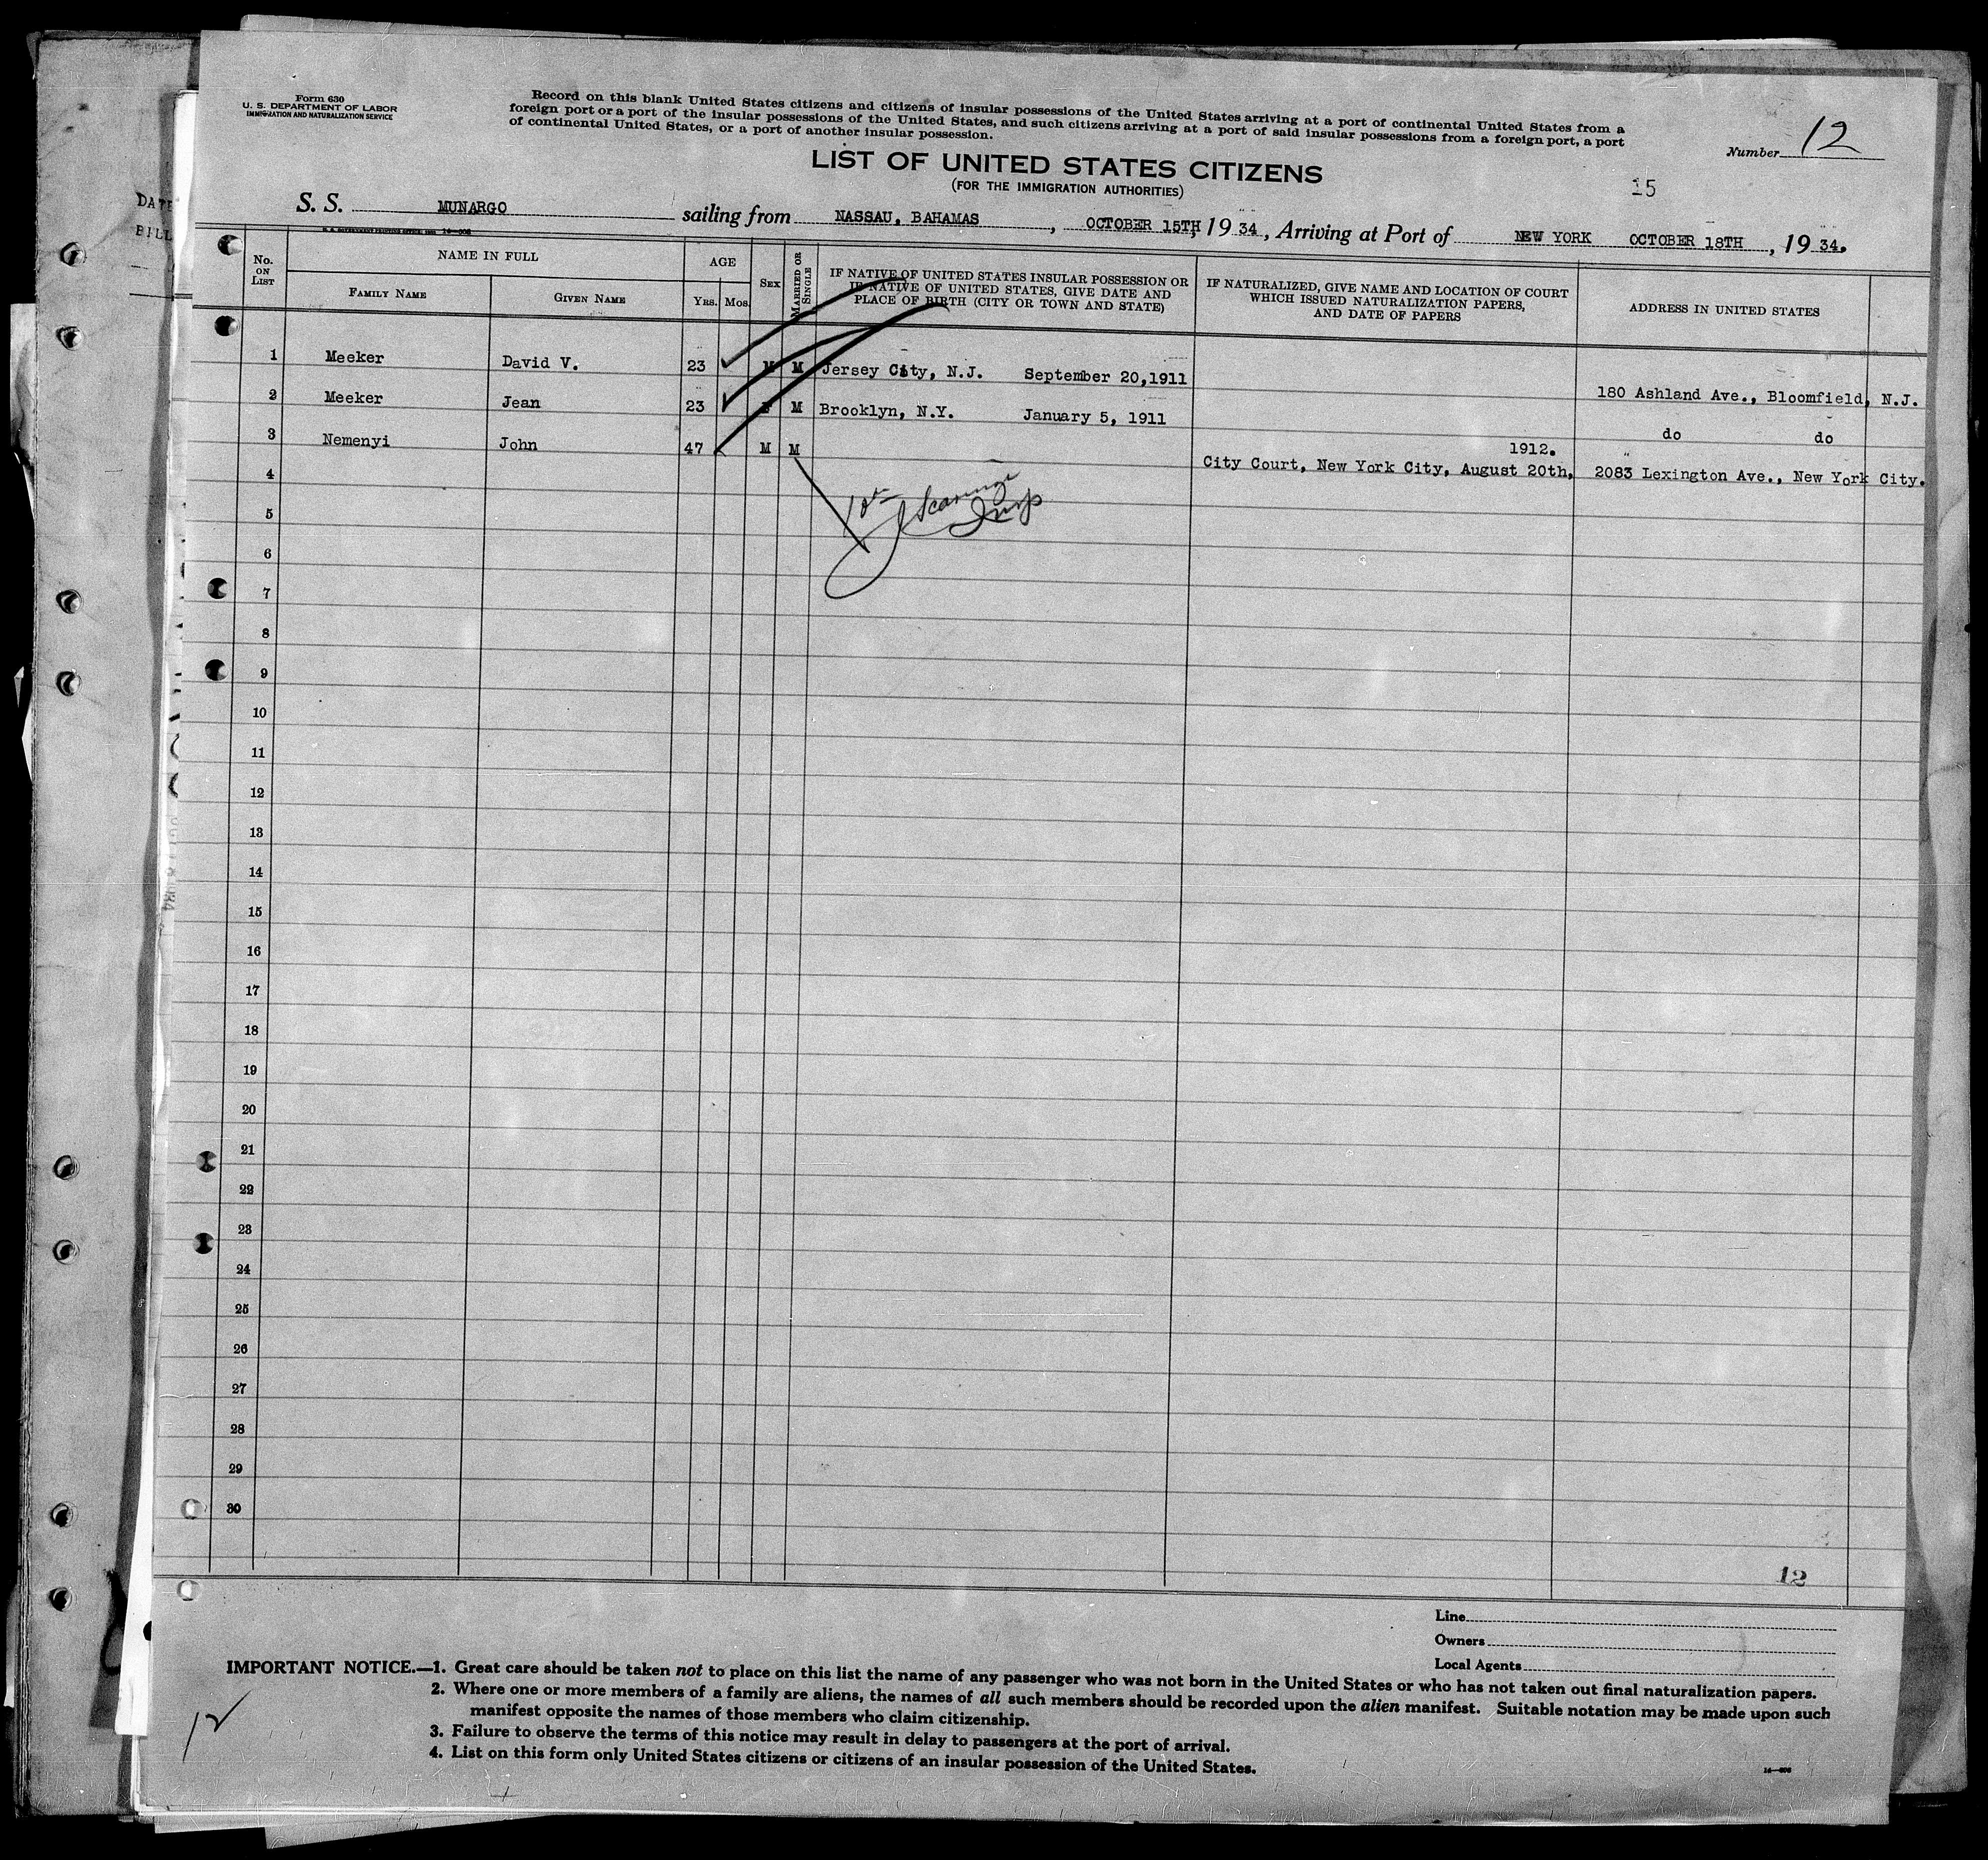 Form 630
U. S. DEPARTMENT OF LABOR
IMMIGRATION AND NATURALIZATION SERVICE
Record on this blank United States citizens and citizens of insular possessions of the United States arriving at a port of continental United States from a
foreign port or a port of the insular possessions of the United States, and such citizens arriving at a port of said insular possessions from a foreign port, a port
of continental United States, or a port of another insular possession.
Number 12
LIST OF UNITED STATES CITIZENS
(FOR THE IMMIGRATION AUTHORITIES)
15
DATE
BILL
S. S. MUNARGO sailing from NASSAU, BAHAMAS, OCTOBER 15TH, 19 34, Arriving at Port of NEW YORK OCTOBER 18TH, 19 34.
No. ON LIST
NAME IN FULL
FAMILY NAME
GIVEN NAME
AGE
YRS. MOS.
SEX
MARRIED OR SINGLE
IF NATIVE OF UNITED STATES INSULAR POSSESSION OR
IF NATIVE OF UNITED STATES, GIVE DATE AND
PLACE OF BIRTH (CITY OR TOWN AND STATE)
IF NATURALIZED, GIVE NAME AND LOCATION OF COURT
WHICH ISSUED NATURALIZATION PAPERS,
AND DATE OF PAPERS
ADDRESS IN UNITED STATES
1 Meeker David V. 23 M M Jersey City, N.J. September 20,1911 180 Ashland Ave., Bloomfield, N.J.
2 Meeker Jean 23 F M Brooklyn, N.Y. January 5, 1911 do do
3 Nemenyi John 47 M M 1912.
City Court, New York City, August 20th, 2083 Lexington Ave., New York City.
4
5
6
7
8
9
10
11
12
13
14
15
16
17
18
19
20
21
22
23
24
25
26
27
28
29
30
12
Line
Owners
Local Agents
IMPORTANT NOTICE.—1. Great care should be taken not to place on this list the name of any passenger who was not born in the United States or who has not taken out final naturalization papers.
2. Where one or more members of a family are aliens, the names of all such members should be recorded upon the alien manifest. Suitable notation may be made upon such
manifest opposite the names of those members who claim citizenship.
3. Failure to observe the terms of this notice may result in delay to passengers at the port of arrival.
4. List on this form only United States citizens or citizens of an insular possession of the United States.
12